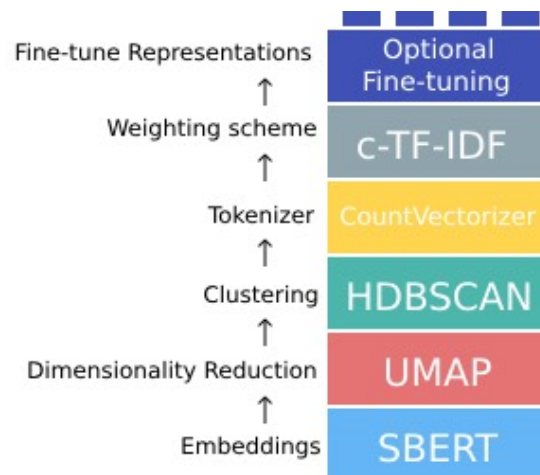 Fine-tune Representations
Optional
Fine-tuning
↑
Weighting scheme
c-TF-IDF
↑
Tokenizer
CountVectorizer
↑
Clustering
HDBSCAN
↑
Dimensionality Reduction
UMAP
↑
Embeddings
SBERT